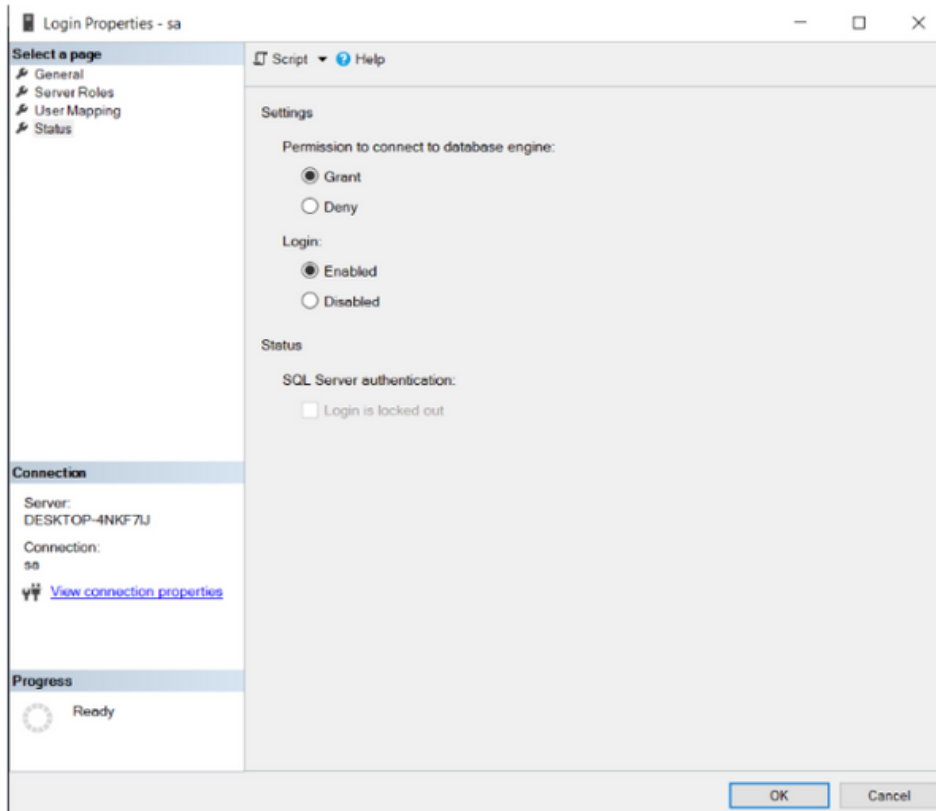 Login Properties - sa
Select a page
General
Server Roles
User Mapping
Status
Script
Help
Settings
Permission to connect to database engine:
Grant
Deny
Login:
Enabled
Disabled
Status
SQL Server authentication:
Login is locked out
Connection
Server:
DESKTOP-4NKF7IJ
Connection:
sa
View connection properties
Progress
Ready
OK
Cancel